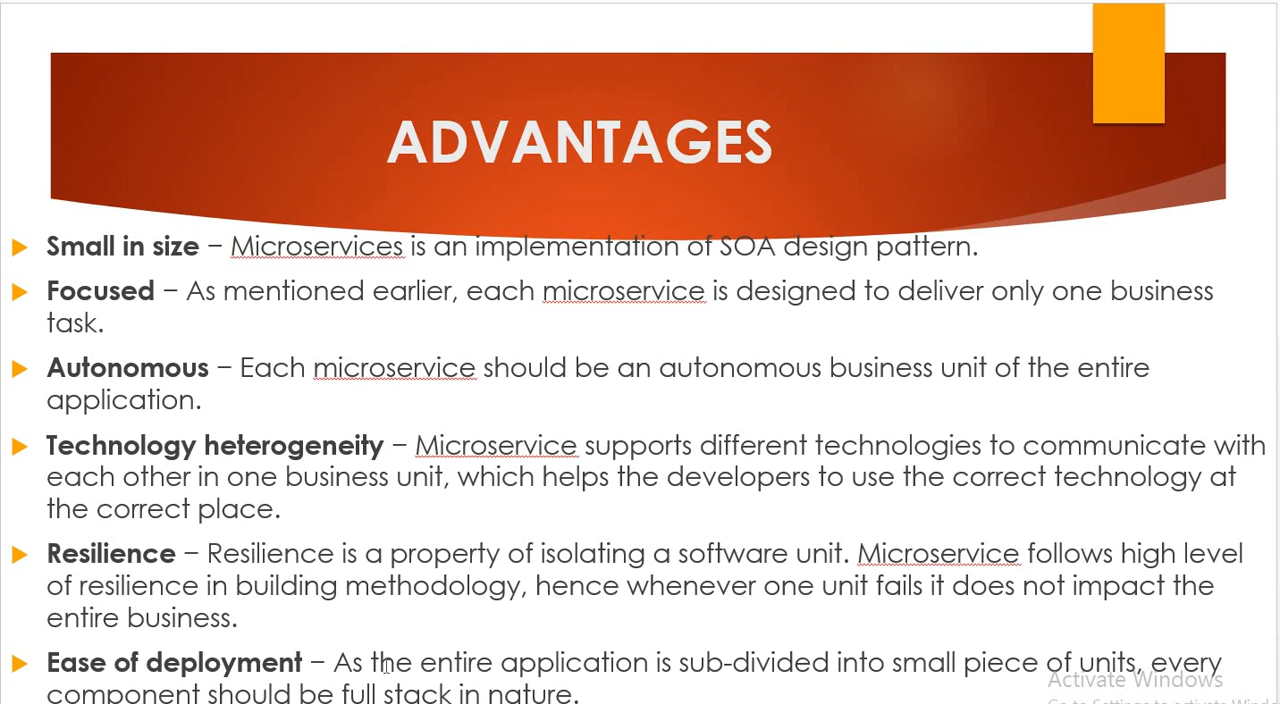 ADVANTAGES
Small in size − Microservices is an implementation of SOA design pattern.
Focused − As mentioned earlier, each microservice is designed to deliver only one business
task.
Autonomous − Each microservice should be an autonomous business unit of the entire
application.
Technology heterogeneity − Microservice supports different technologies to communicate with
each other in one business unit, which helps the developers to use the correct technology at
the correct place.
Resilience − Resilience is a property of isolating a software unit. Microservice follows high level
of resilience in building methodology, hence whenever one unit fails it does not impact the
entire business.
Ease of deployment − As the entire application is sub-divided into small piece of units, every
component should be full stack in nature.
Activate Windows